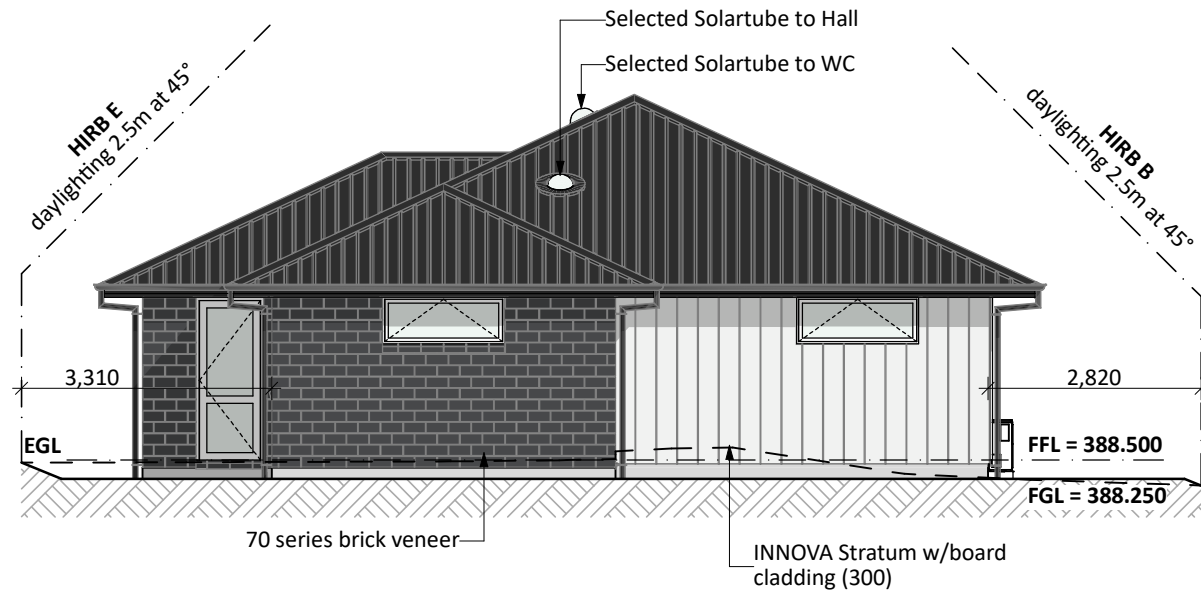 Selected Solartube to Hall
Selected Solartube to WC
HIRB E
daylighting 2.5m at 45°
HIRB B
daylighting 2.5m at 45°
3,310
2,820
EGL
FFL = 388.500
FGL = 388.250
70 series brick veneer
INNOVA Stratum w/board
cladding (300)